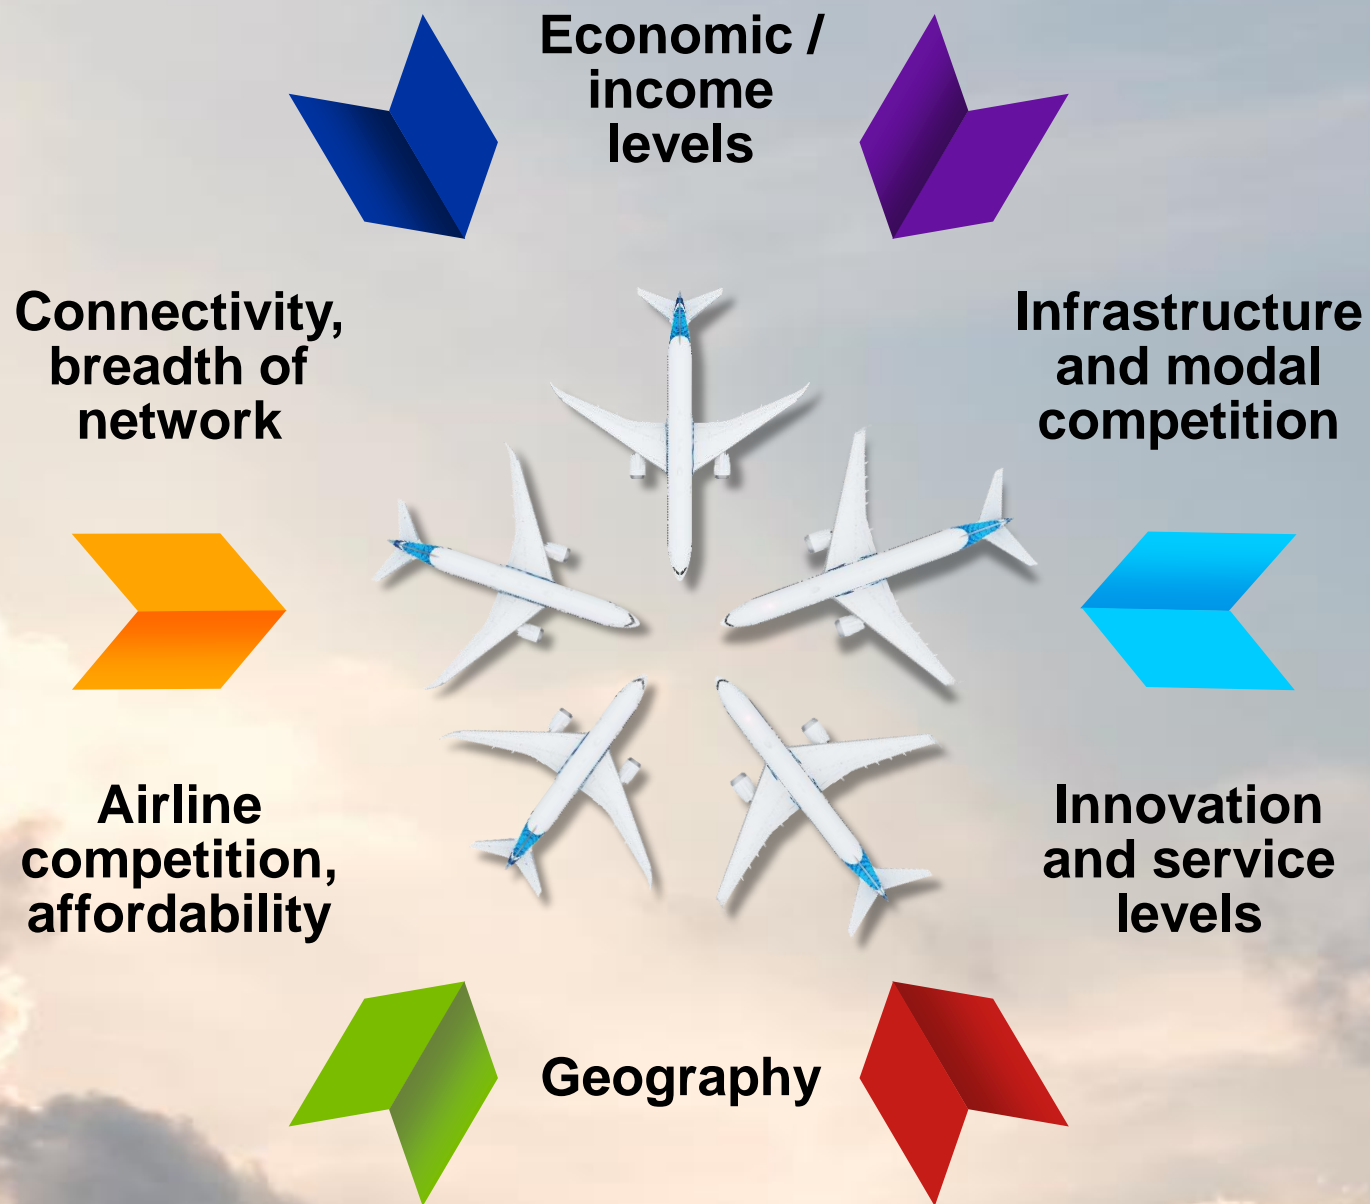 Economic /
income
levels
Connectivity,
breadth of
network
Infrastructure
and modal
competition
Airline
competition,
affordability
Innovation
and service
levels
Geography